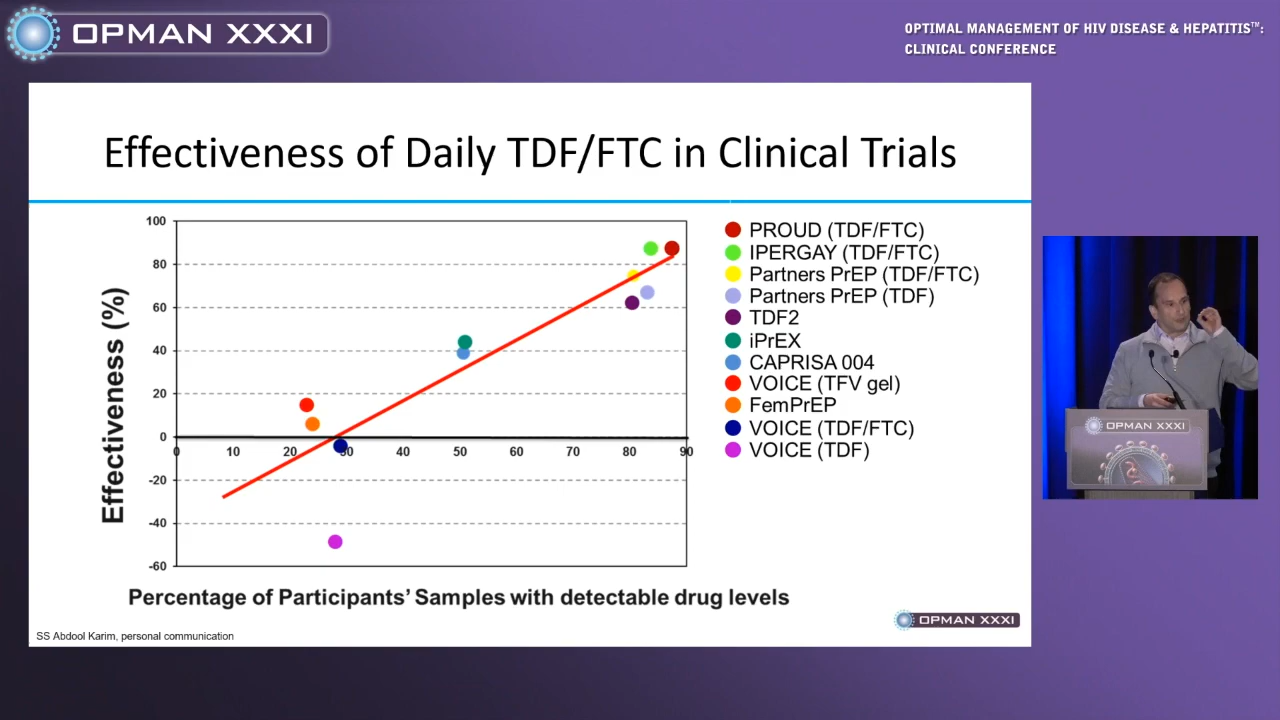 OPMAN XXXI
OPTIMAL MANAGEMENT OF HIV DISEASE & HEPATITIS™:
CLINICAL CONFERENCE
Effectiveness of Daily TDF/FTC in Clinical Trials
Effectiveness (%)
100
80
60
40
20
0
-20
-40
-60
0 10 20 30 40 50 60 70 80 90
Percentage of Participants’ Samples with detectable drug levels
PROUD (TDF/FTC)
IPERGAY (TDF/FTC)
Partners PrEP (TDF/FTC)
Partners PrEP (TDF)
TDF2
iPrEX
CAPRISA 004
VOICE (TFV gel)
FemPrEP
VOICE (TDF/FTC)
VOICE (TDF)
SS Abdool Karim, personal communication
OPMAN XXXI
OPMAN XXXI